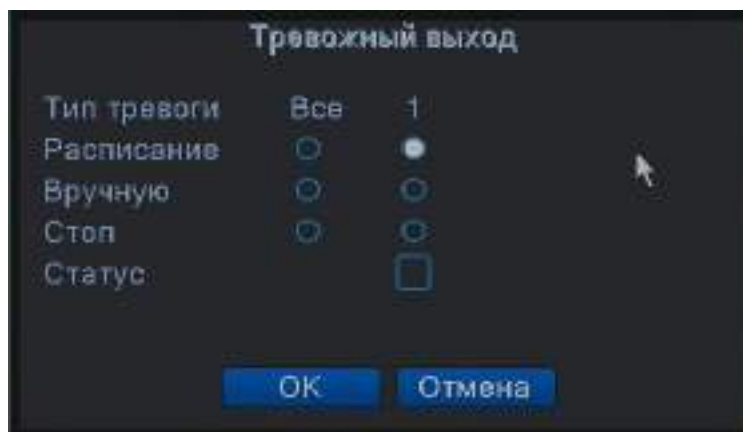 Тревожный выход
Тип тревоги Все 1
Расписание
Вручную
Стоп
Статус
OK Отмена